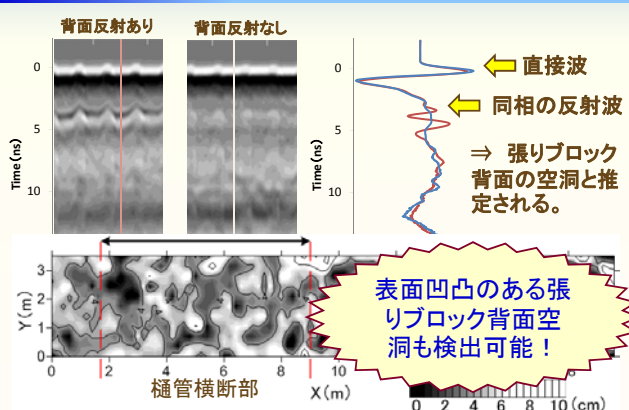 背面反射あり
背面反射なし
0
5
10
Time(ns)
0
5
10
Time(ns)
直接波
同相の反射波
⇒ 張りブロック
背面の空洞と推
定される。
3
2
1
0
Y(m)
0
2
4
6
8
10
X(m)
樋管横断部
表面凹凸のある張
りブロック背面空
洞も検出可能！
0 2 4 6 8 10(cm)